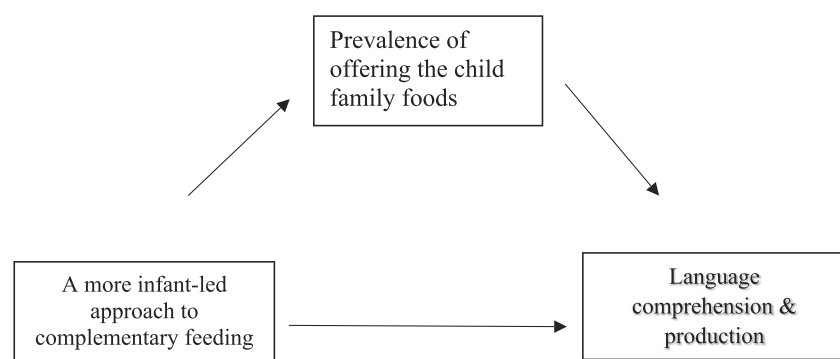 Prevalence of
offering the child
family foods
A more infant-led
approach to
complementary feeding
Language
comprehension &
production